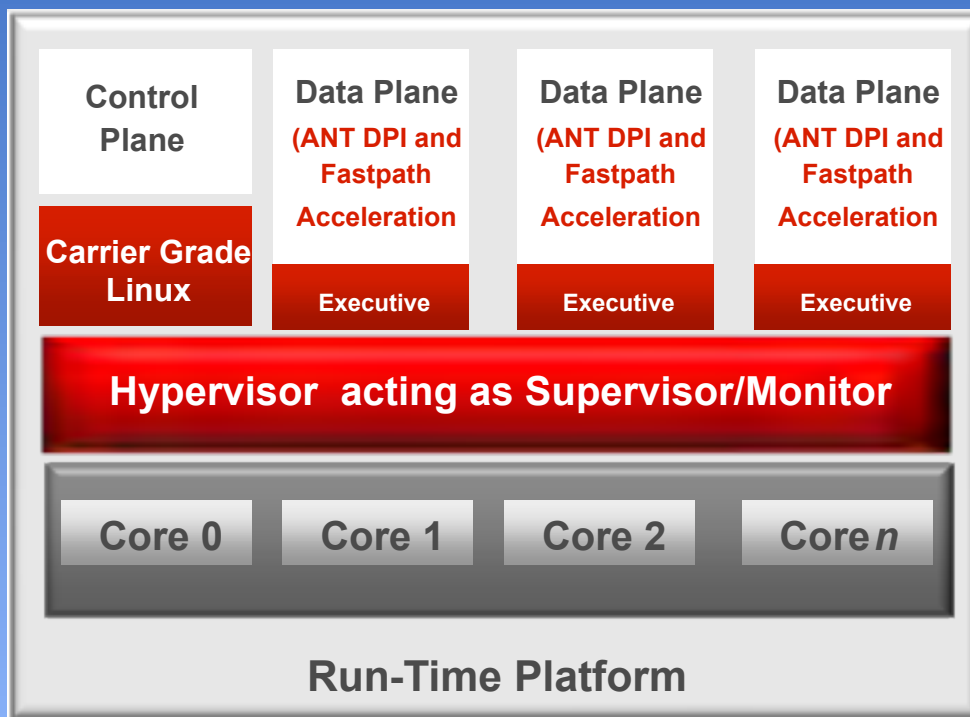 Control
Plane
Carrier Grade
Linux
Data Plane
(ANT DPI and
Fastpath
Acceleration
Executive
Data Plane
(ANT DPI and
Fastpath
Acceleration
Executive
Data Plane
(ANT DPI and
Fastpath
Acceleration
Executive
Hypervisor acting as Supervisor/Monitor
Core 0
Core 1
Core 2
Core n
Run-Time Platform